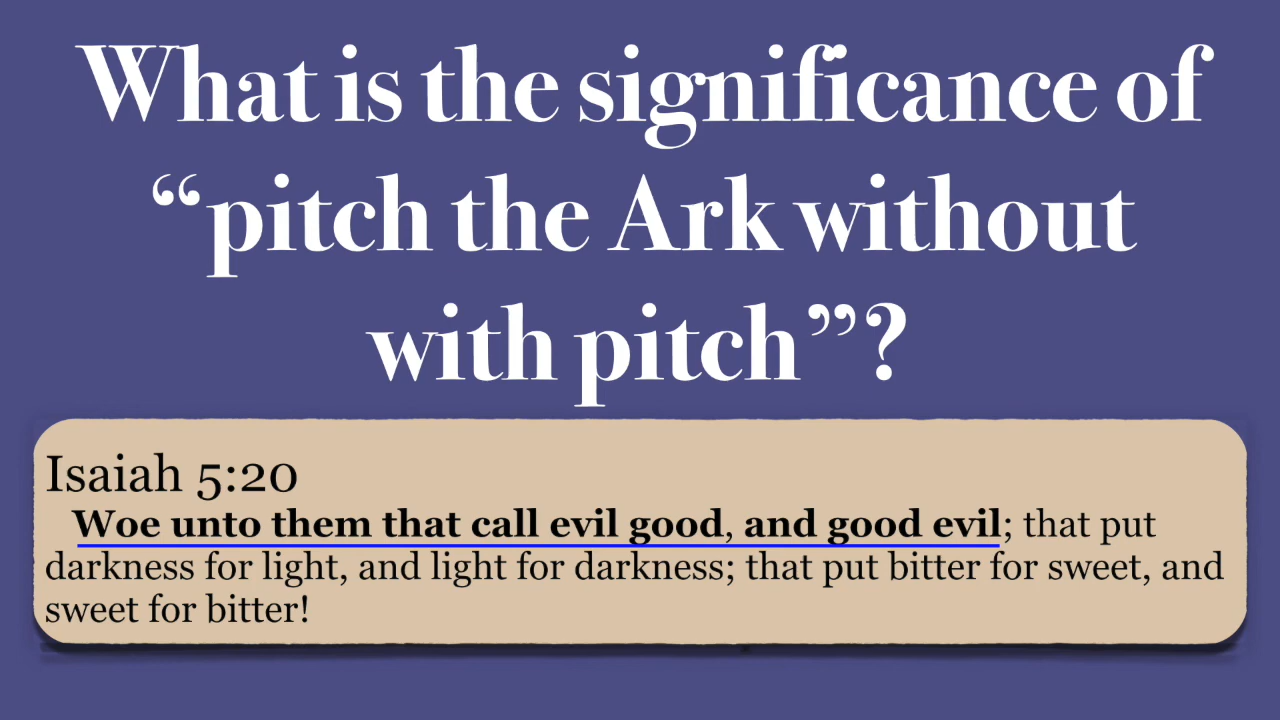 What is the significance of
“pitch the Ark without
with pitch”?
Isaiah 5:20
Woe unto them that call evil good, and good evil; that put
darkness for light, and light for darkness; that put bitter for sweet, and
sweet for bitter!